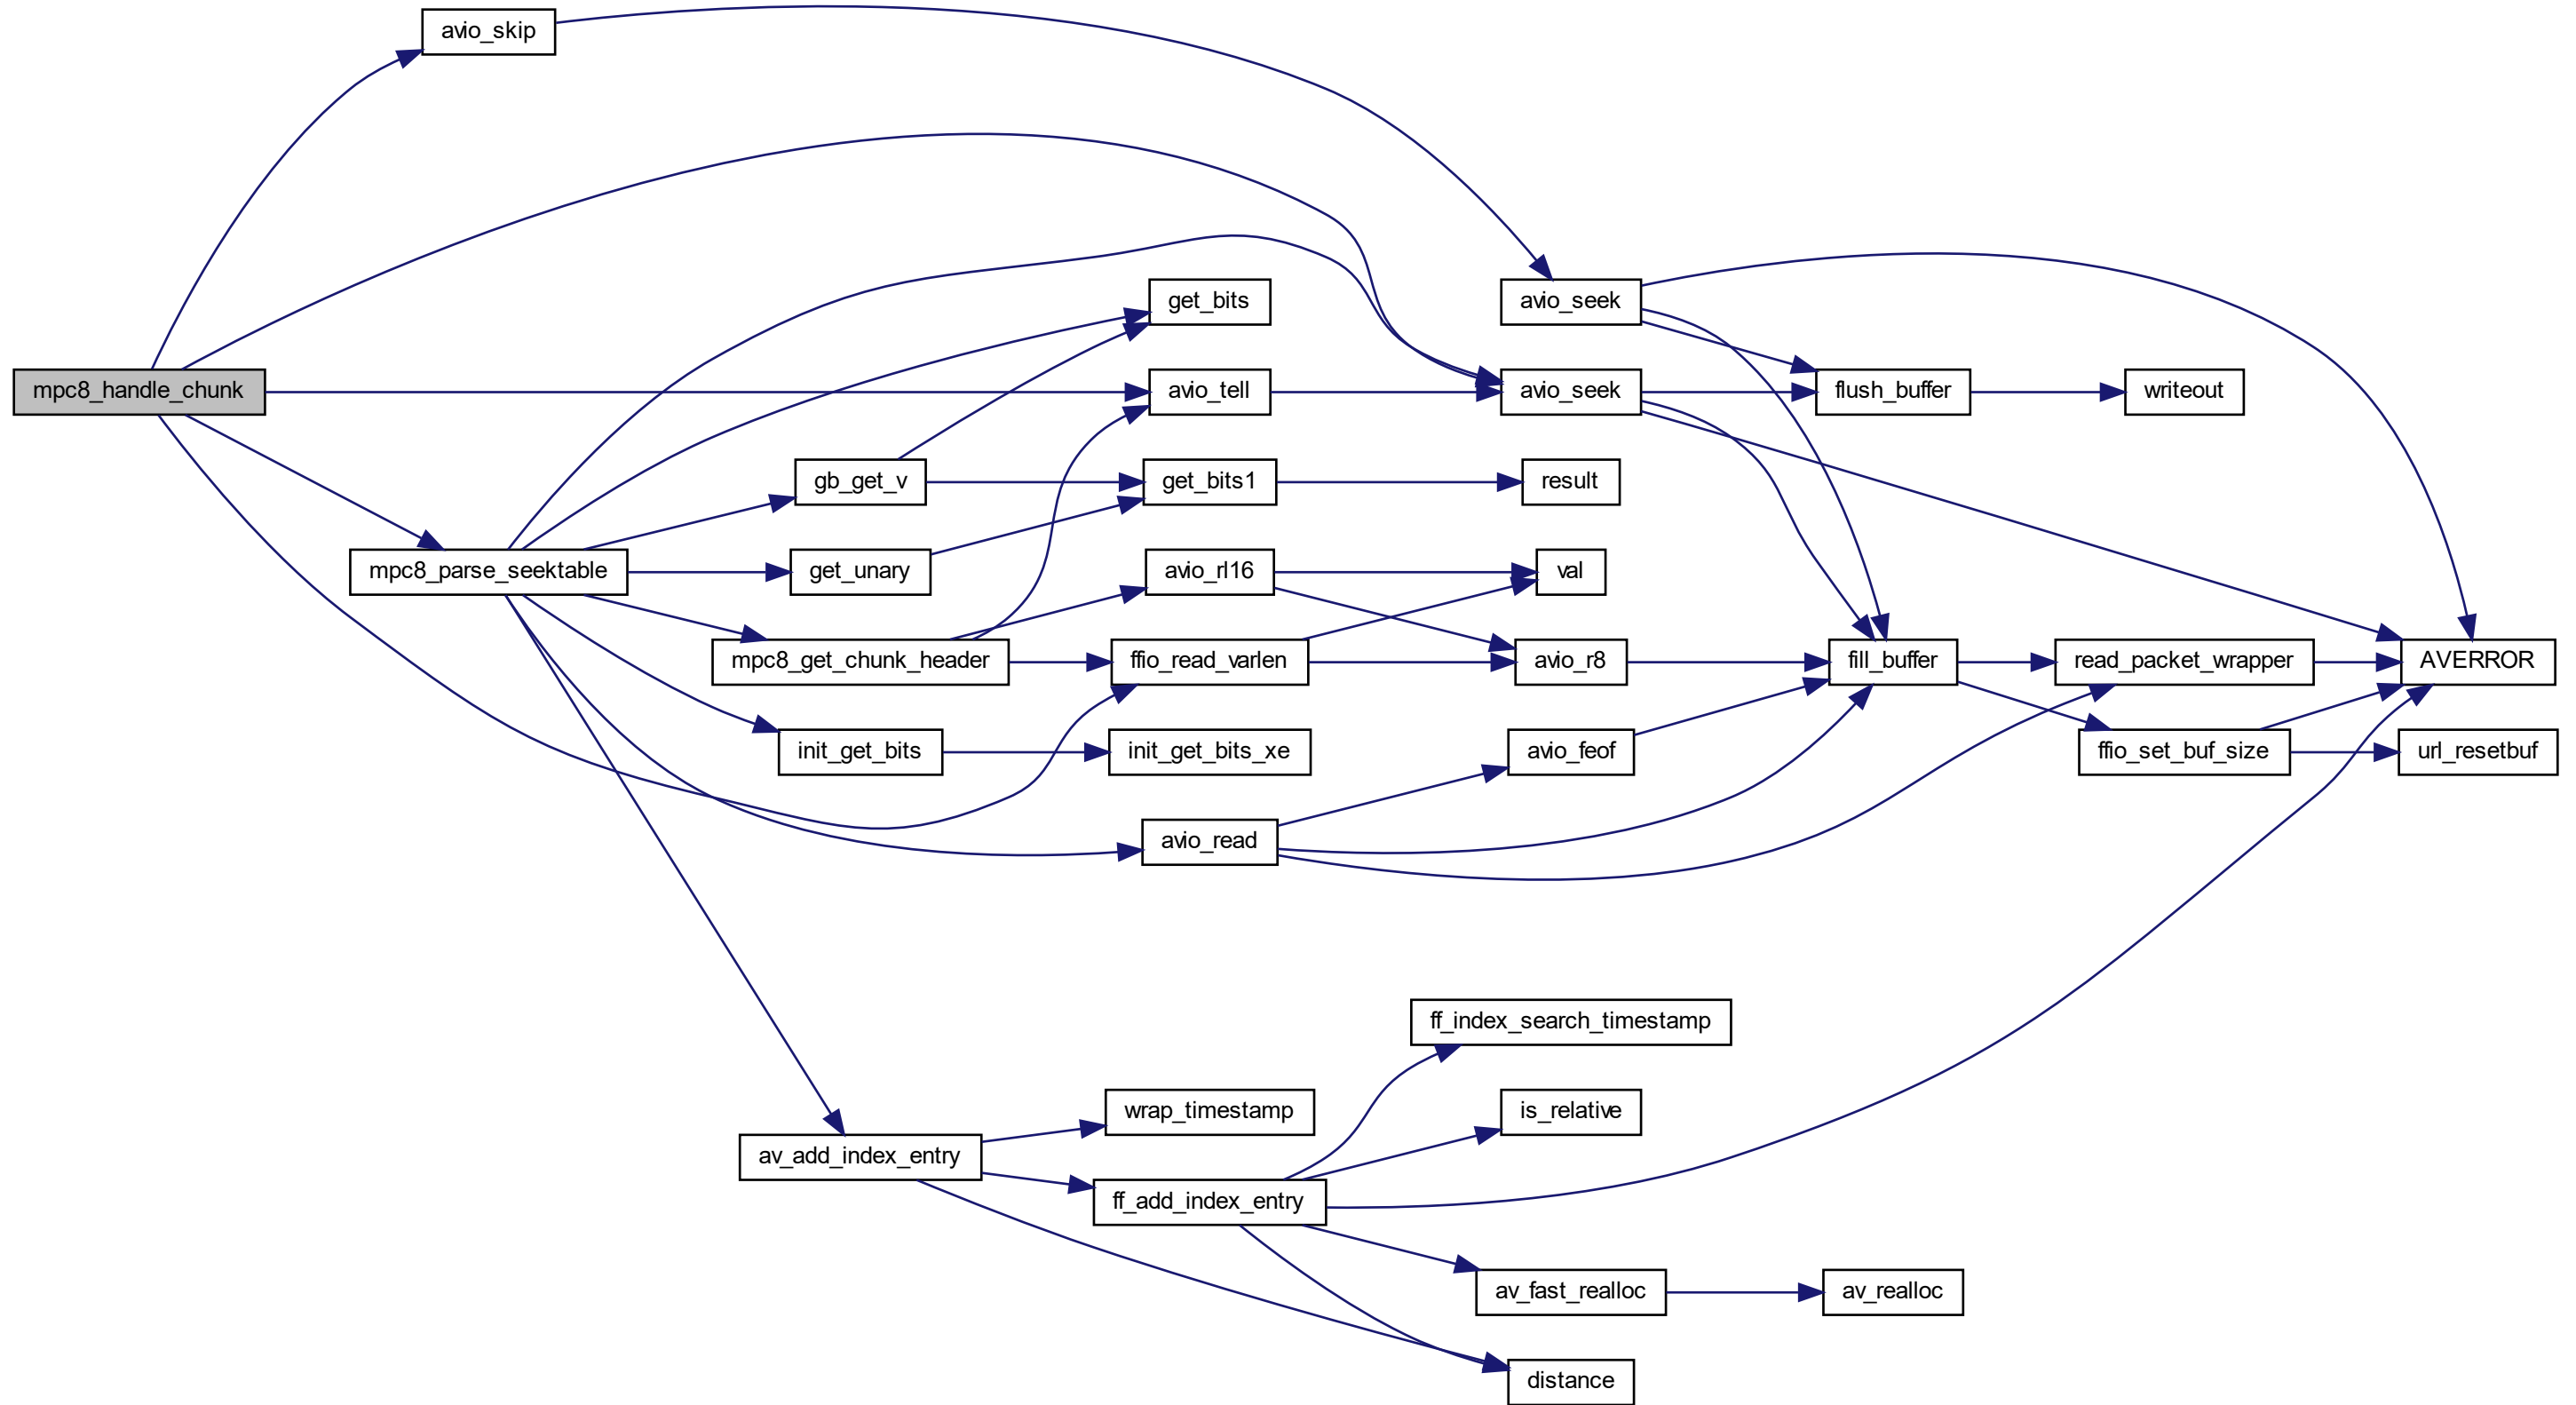 avio_skip
get_bits
avio_seek
mpc8_handle_chunk
avio_tell
avio_seek
flush_buffer
writeout
gb_get_v
get_bits1
result
mpc8_parse_seektable
get_unary
avio_rl16
val
mpc8_get_chunk_header
ffio_read_varlen
avio_r8
fill_buffer
read_packet_wrapper
AVERROR
init_get_bits
init_get_bits_xe
avio_feof
ffio_set_buf_size
url_resetbuf
avio_read
ff_index_search_timestamp
wrap_timestamp
is_relative
av_add_index_entry
ff_add_index_entry
av_fast_realloc
av_realloc
distance